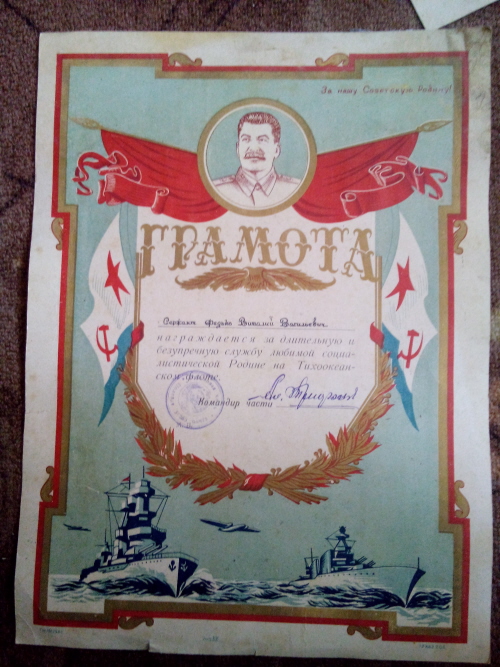 За нашу Советскую Родину!
ГРАМОТА
Сержант Виталий Васильевич
награждается за длительную и
безупречную службу любимой социа-
листической Родине на Тихоокеан-
ском флоте.
Командир части